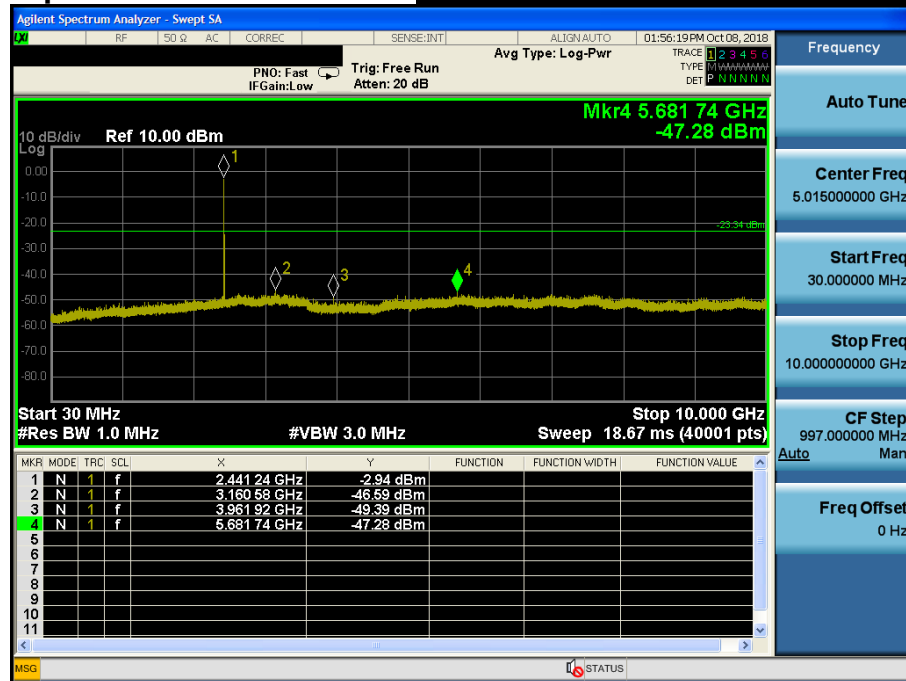 Agilent Spectrum Analyzer - Swept SA
LXI RF 50 Ω AC CORREC SENSE:INT ALIGN AUTO 01:56:19 PM Oct 08, 2018
Avg Type: Log-Pwr TRACE 1 2 3 4 5 6
PNO: Fast Trig: Free Run TYPE M
IFGain:Low Atten: 20 dB DET P N N N N N
Mkr4 5.681 74 GHz
-47.28 dBm
10 dB/div Ref 10.00 dBm
Log
1
0.00
-10.0
-20.0
-23.34 dBm
-30.0
-40.0
2 3 4
-50.0
-60.0
-70.0
-80.0
Start 30 MHz Stop 10.000 GHz
#Res BW 1.0 MHz #VBW 3.0 MHz Sweep 18.67 ms (40001 pts)
MKR MODE TRC SCL X Y FUNCTION FUNCTION WIDTH FUNCTION VALUE
1 N 1 f 2.441 24 GHz -2.94 dBm
2 N 1 f 3.160 58 GHz -46.59 dBm
3 N 1 f 3.961 92 GHz -49.39 dBm
4 N 1 f 5.681 74 GHz -47.28 dBm
5
6
7
8
9
10
11
MSG STATUS
Frequency
Auto Tune
Center Freq
5.015000000 GHz
Start Freq
30.000000 MHz
Stop Freq
10.000000000 GHz
CF Step
997.000000 MHz
Auto Man
Freq Offset
0 Hz